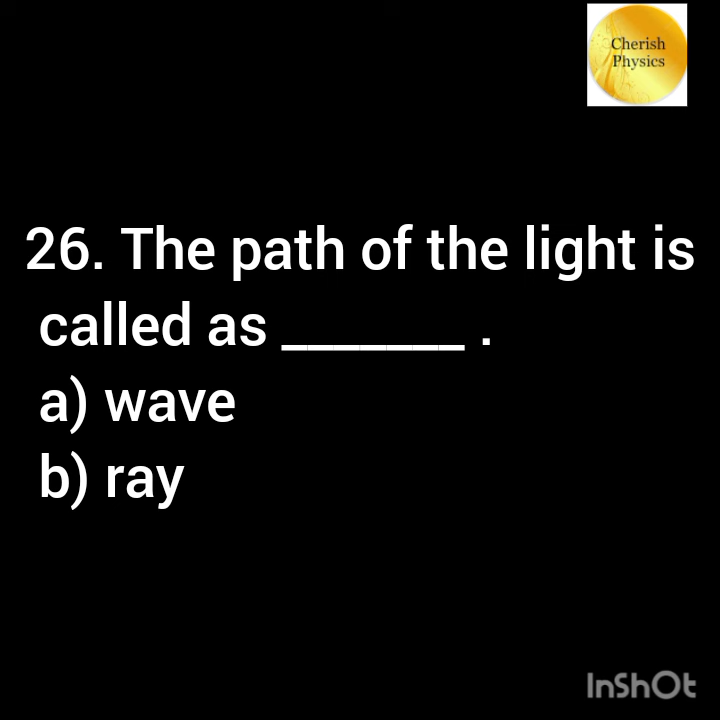 Cherish
Physics
26. The path of the light is
called as _______ .
a) wave
b) ray
InShOt